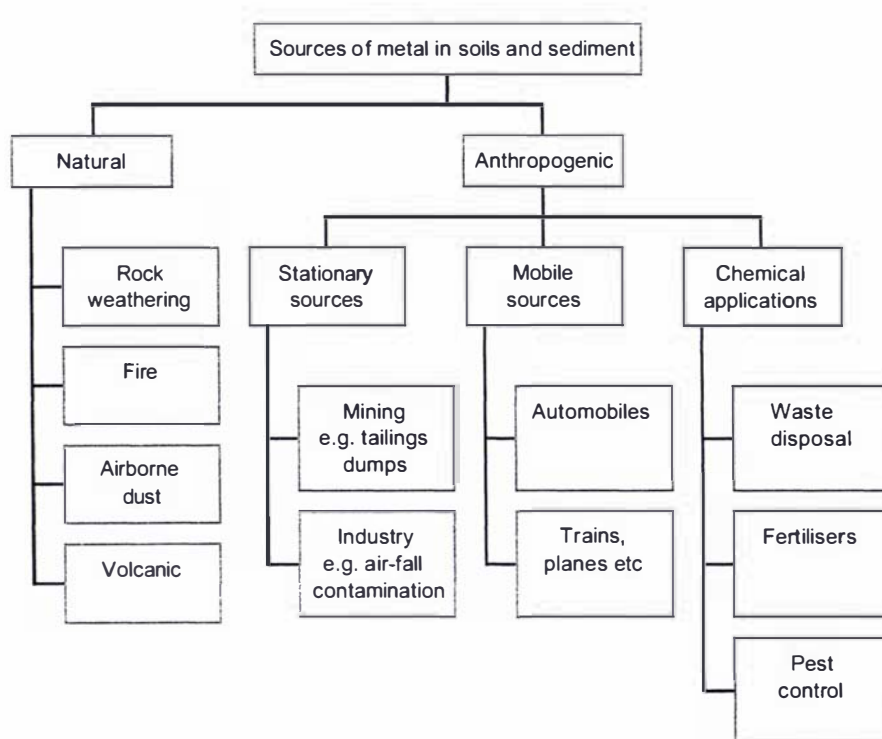 Sources of metal in soils and sediment
Natural
Anthropogenic
Rock
weathering
Fire
Airborne
dust
Volcanic
Stationary
sources
Mining
e.g. tailings
dumps
Industry
e.g. air-fall
contamination
Mobile
sources
Automobiles
Trains,
planes etc
Chemical
applications
Waste
disposal
Fertilisers
Pest
control